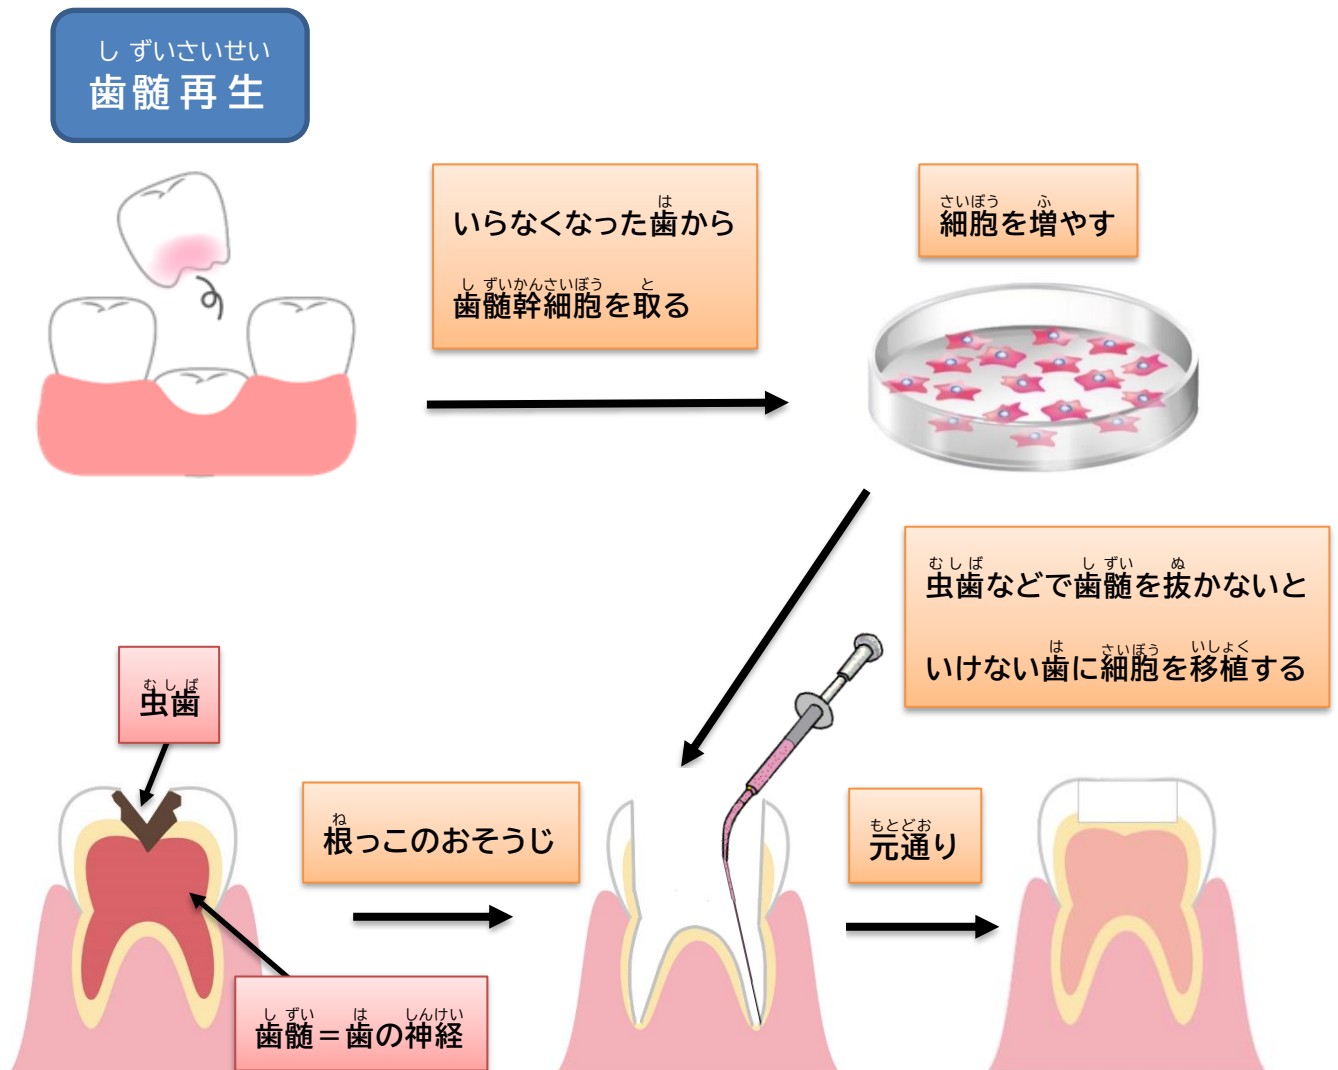 し ずいさいせい
歯髄再生
は
いらなくなった歯から
し ずいかんさいぼう と
歯髄幹細胞を取る
さいぼう ふ
細胞を増やす
むしば し ずい ぬ
虫歯などで歯髄を抜かないと
は さいぼう いしょく
いけない歯に細胞を移植する
むしば
虫歯
ね
根っこのおそうじ
もとどお
元通り
し ずい は しんけい
歯髄=歯の神経